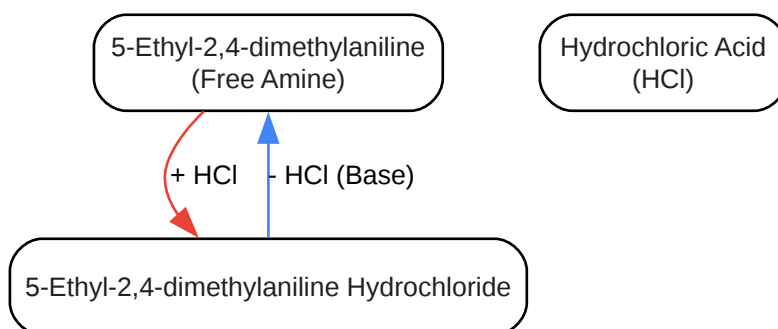 5-Ethyl-2,4-dimethylaniline
(Free Amine)
Hydrochloric Acid
(HCl)
+ HCl
- HCl (Base)
5-Ethyl-2,4-dimethylaniline Hydrochloride